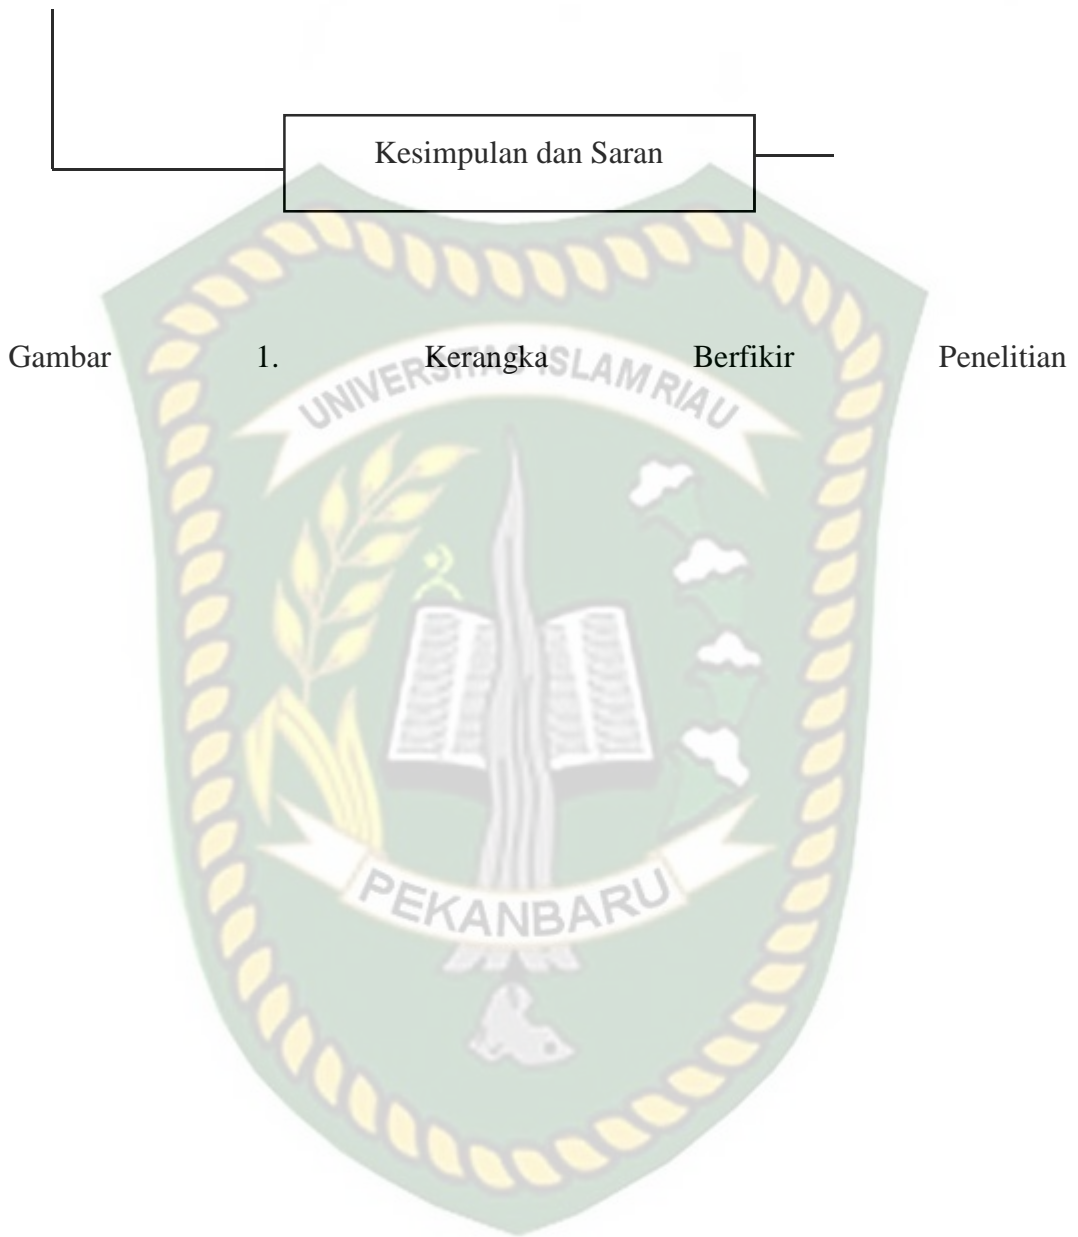 Kesimpulan dan Saran
Gambar 1. Kerangka Berfikir Penelitian
UNIVERSITAS ISLAM RIAU
PEKANBARU